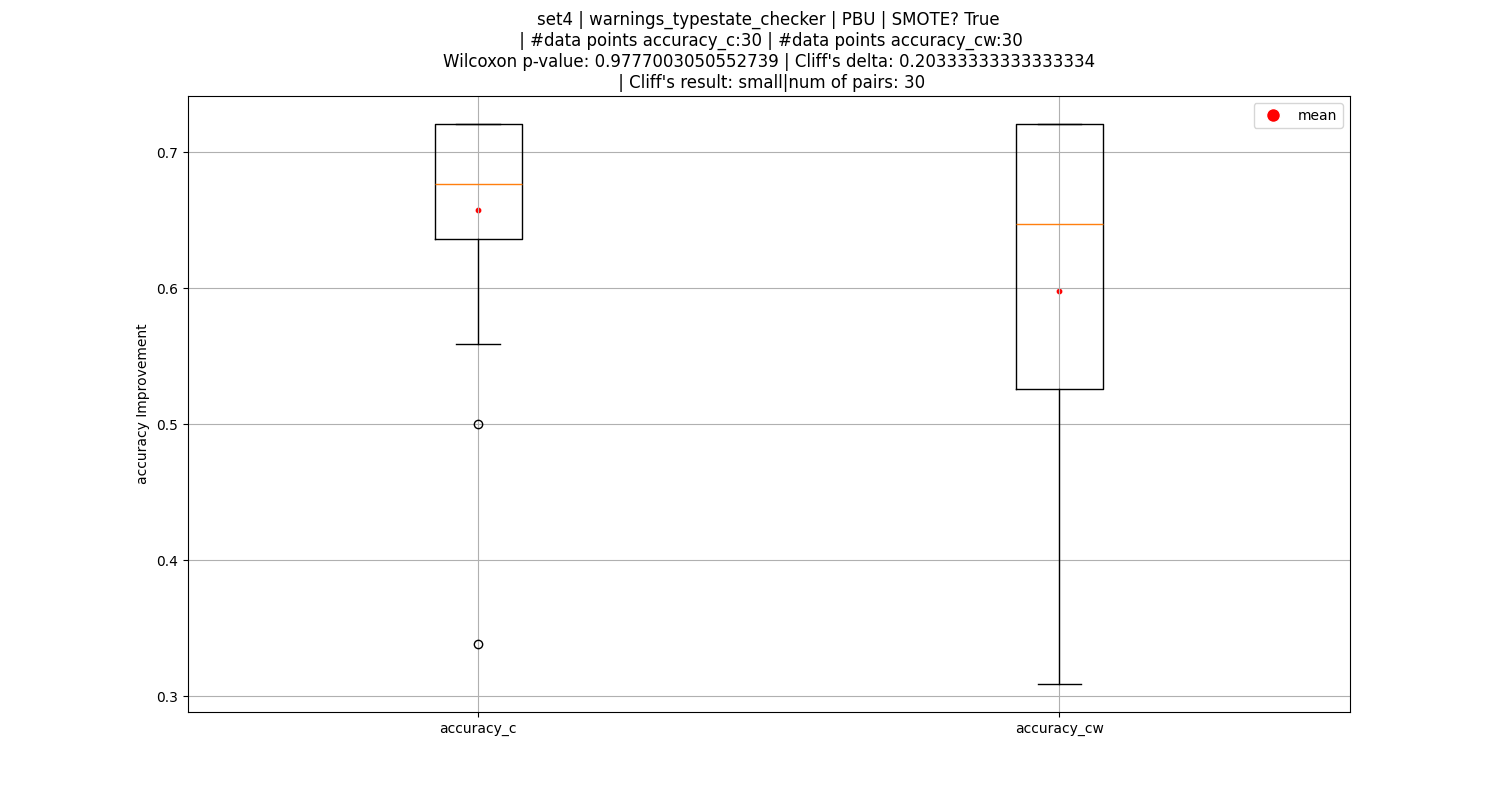 set4 | warnings_typestate_checker | PBU | SMOTE? True
| #data points accuracy_c:30 | #data points accuracy_cw:30
Wilcoxon p-value: 0.9777003050552739 | Cliff's delta: 0.20333333333333334
| Cliff's result: small|num of pairs: 30
mean
0.7
0.6
0.5
0.4
0.3
accuracy Improvement
accuracy_c
accuracy_cw